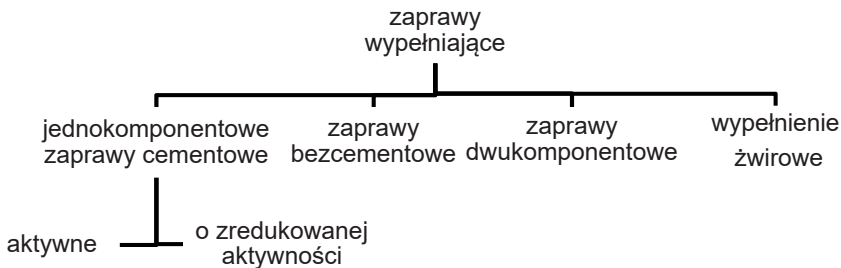 zaprawy
wypełniające
jednokomponentowe
zaprawy cementowe
zaprawy
bezcementowe
zaprawy
dwukomponentowe
wypełnienie
żwirowe
aktywne
o zredukowanej
aktywności